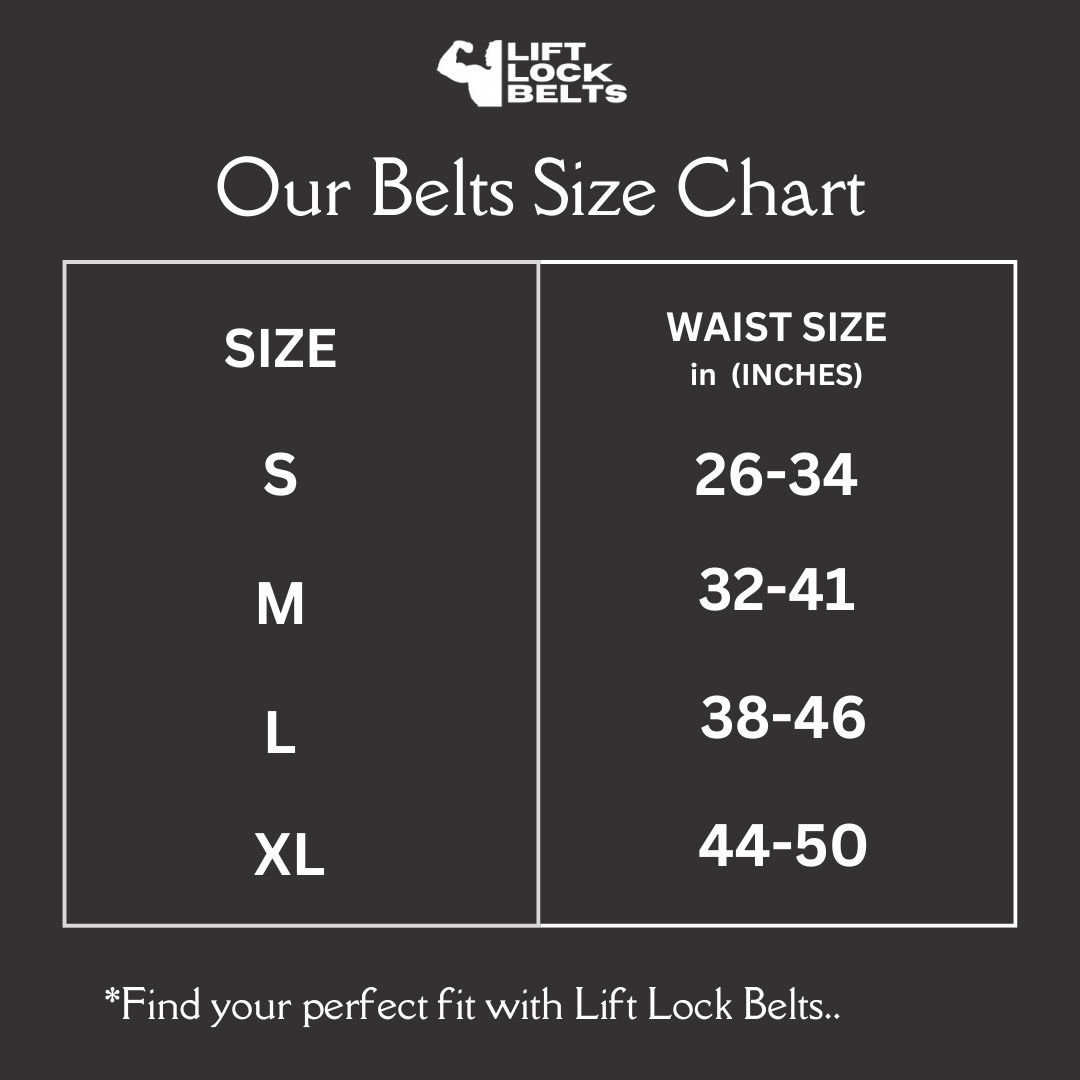 LIFT
LOCK
BELTS
Our Belts Size Chart
SIZE
WAIST SIZE
in (INCHES)
S
26-34
M
32-41
L
38-46
XL
44-50
*Find your perfect fit with Lift Lock Belts..